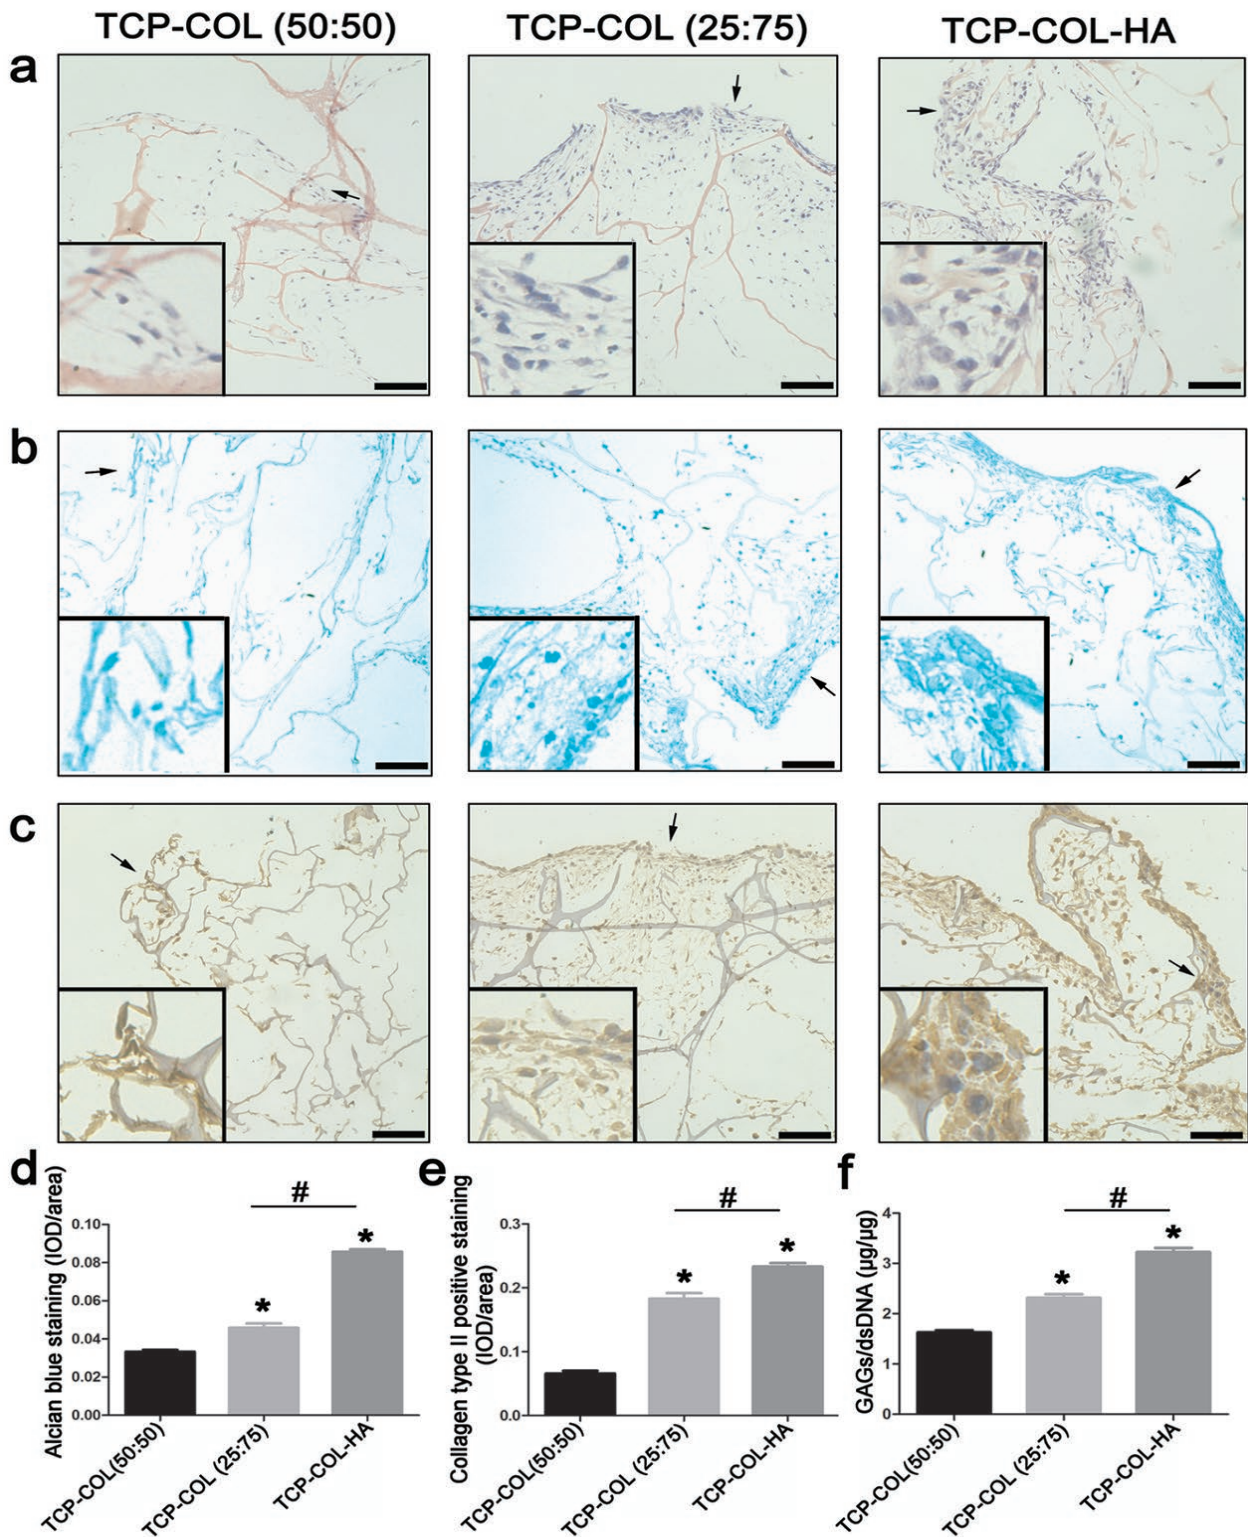 TCP-COL (50:50)
TCP-COL (25:75)
TCP-COL-HA
a
b
c
d
Alcian blue staining (IOD/area)
0.10
0.08
0.06
0.04
0.02
0.00
#
*
*
TCP-COL(50:50)
TCP-COL (25:75)
TCP-COL-HA
e
Collagen type II positive staining
(IOD/area)
0.3
0.2
0.1
0.0
#
*
*
TCP-COL(50:50)
TCP-COL (25:75)
TCP-COL-HA
f
GAGs/dsDNA (µg/µg)
4
3
2
1
0
#
*
*
TCP-COL(50:50)
TCP-COL (25:75)
TCP-COL-HA